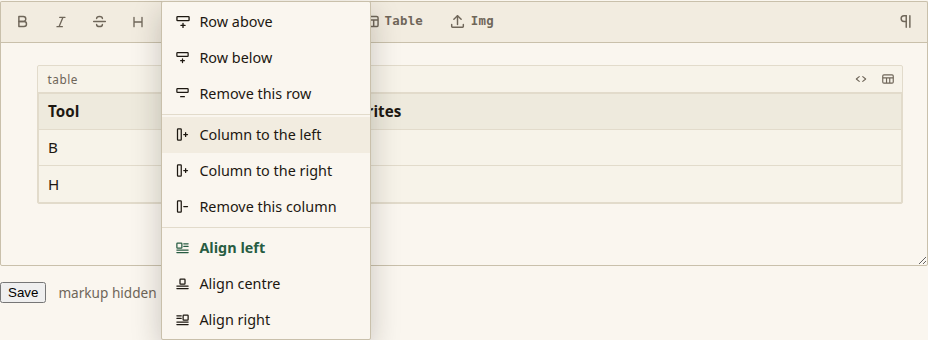 B I S H Table Img ¶
Row above
Row below
Remove this row
Column to the left
Column to the right
Remove this column
Align left
Align centre
Align right
table <>
Tool rites
B
H
Save markup hidden